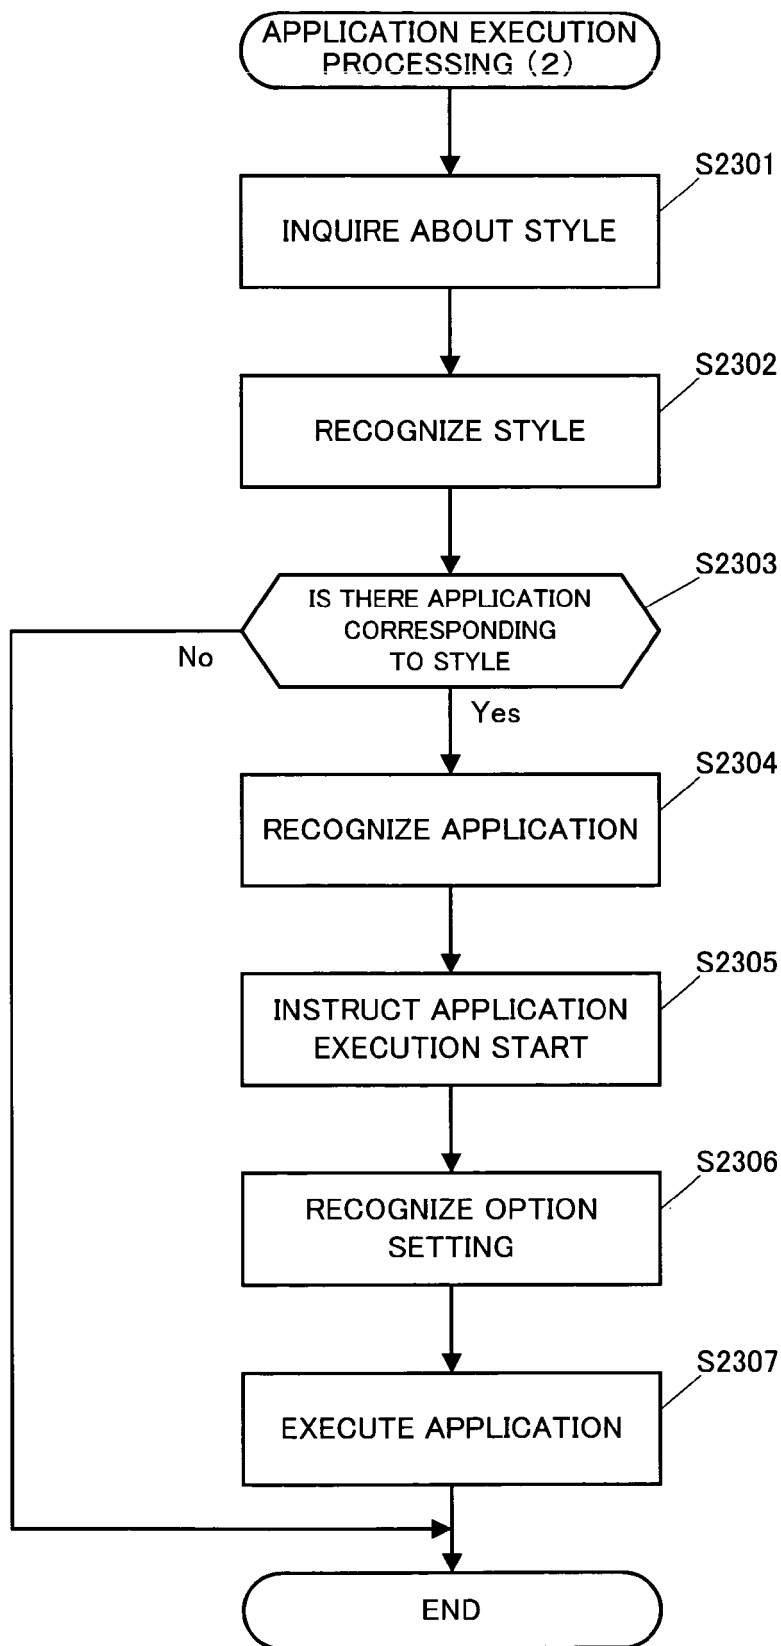 APPLICATION EXECUTION
PROCESSING (2)
S2301
INQUIRE ABOUT STYLE
S2302
RECOGNIZE STYLE
S2303
IS THERE APPLICATION
CORRESPONDING
TO STYLE
No
Yes
S2304
RECOGNIZE APPLICATION
S2305
INSTRUCT APPLICATION
EXECUTION START
S2306
RECOGNIZE OPTION
SETTING
S2307
EXECUTE APPLICATION
END